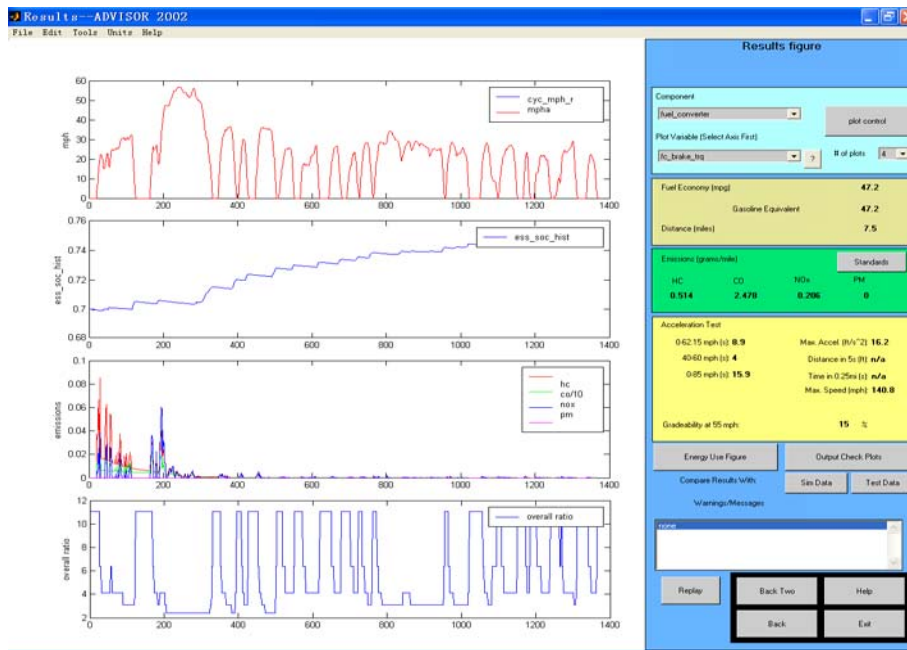 Results--ADVISOR 2002
File Edit Tools Units Help
60
50
40
30
20
10
0
mph
cyc_mph_r
mpha
0 200 400 600 800 1000 1200 1400
0.76
0.74
0.72
0.7
0.68
ess_soc_hist
ess_soc_hist
0 200 400 600 800 1000 1200 1400
0.1
0.08
0.06
0.04
0.02
0
emissions
hc
co/10
nox
pm
0 200 400 600 800 1000 1200 1400
12
10
8
6
4
2
overall ratio
overall ratio
0 200 400 600 800 1000 1200 1400
Results figure
Component
fuel_converter
plot control
Plot Variable (Select Axis First)
fc_brake_trq
?
# of plots 4
Fuel Economy (mpg) 47.2
Gasoline Equivalent 47.2
Distance (miles) 7.5
Emissions (grams/mile) Standards
HC CO NOx PM
0.514 2.478 0.206 0
Acceleration Test
0-62.15 mph (s): 8.9 Max. Accel. (ft/s^2): 16.2
40-60 mph (s): 4 Distance in 5s (ft): n/a
0-85 mph (s): 15.9 Time in 0.25mi (s): n/a
Max. Speed (mph): 140.8
Gradeability at 55 mph: 15 %
Energy Use Figure Output Check Plots
Compare Results With: Sim Data Test Data
Warnings/Messages
none
Replay Back Two Help
Back Exit